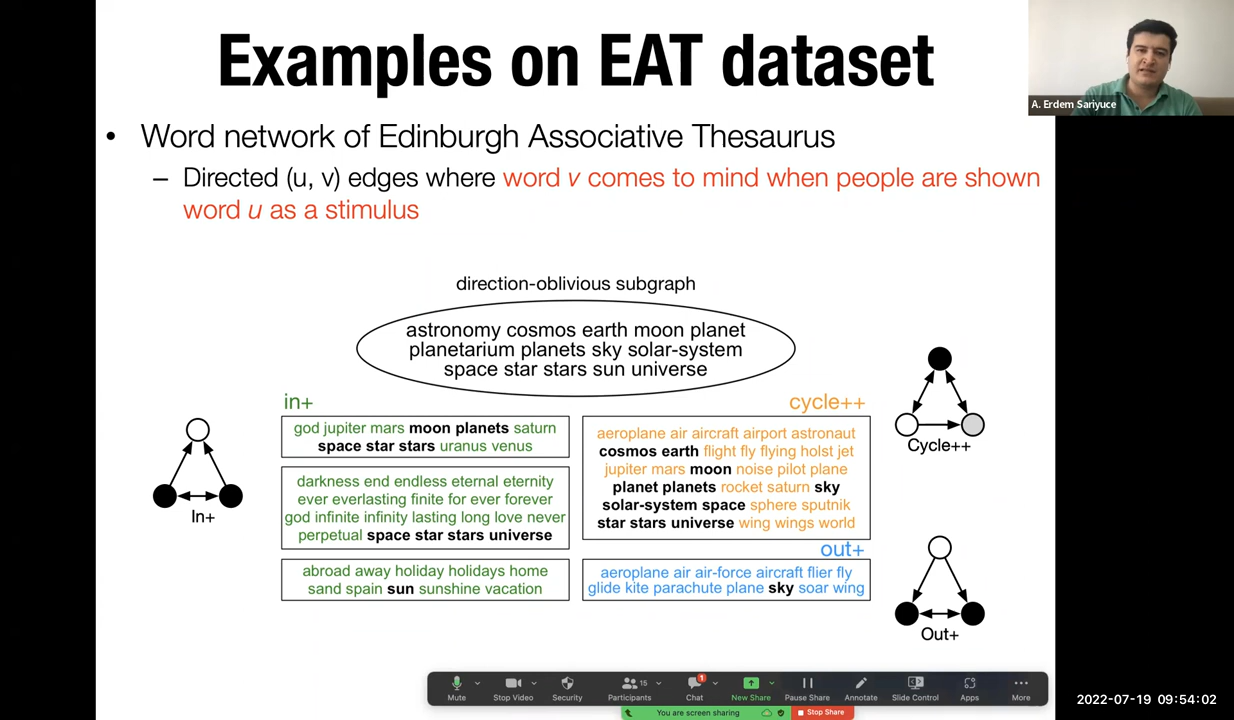 Examples on EAT dataset
A. Erdem Sariyuce
• Word network of Edinburgh Associative Thesaurus
– Directed (u, v) edges where word v comes to mind when people are shown
word u as a stimulus
direction-oblivious subgraph
astronomy cosmos earth moon planet
planetarium planets sky solar-system
space star stars sun universe
in+
god jupiter mars moon planets saturn
space star stars uranus venus
darkness end endless eternal eternity
ever everlasting finite for ever forever
god infinite infinity lasting long love never
perpetual space star stars universe
abroad away holiday holidays home
sand spain sun sunshine vacation
In+
cycle++
aeroplane air aircraft airport astronaut
cosmos earth flight fly flying holst jet
jupiter mars moon noise pilot plane
planet planets rocket saturn sky
solar-system space sphere sputnik
star stars universe wing wings world
out+
aeroplane air air-force aircraft flier fly
glide kite parachute plane sky soar wing
Cycle++
Out+
Mute
Stop Video
Security
15
Participants
1
Chat
New Share
Pause Share
Annotate
Slide Control
Apps
More
You are screen sharing
Stop Share
2022-07-19 09:54:02